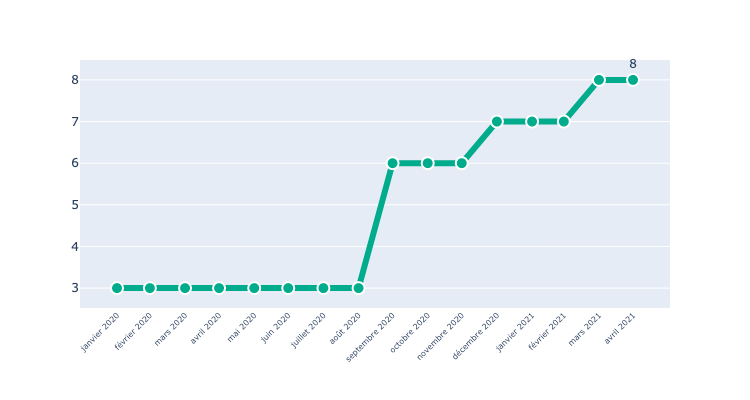 8
8
7
6
5
4
3
janvier 2020
février 2020
mars 2020
avril 2020
mai 2020
juin 2020
juillet 2020
août 2020
septembre 2020
octobre 2020
novembre 2020
décembre 2020
janvier 2021
février 2021
mars 2021
avril 2021